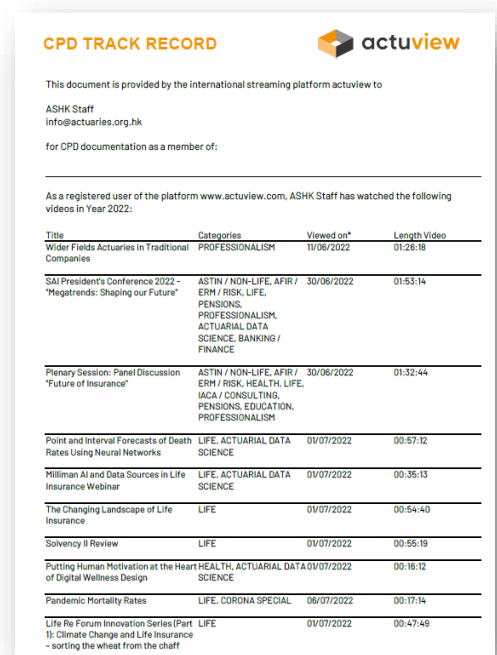 CPD TRACK RECORD
actuview
This document is provided by the international streaming platform actuview to
ASHK Staff
info@actuaries.org.hk
for CPD documentation as a member of:
As a registered user of the platform www.actuview.com, ASHK Staff has watched the following
videos in Year 2022:
Title Categories Viewed on* Length Video
Wider Fields Actuaries in Traditional PROFESSIONALISM 11/06/2022 01:26:18
Companies
SAI President's Conference 2022 - ASTIN / NON-LIFE, AFIR / 30/06/2022 01:53:14
"Megatrends: Shaping our Future" ERM / RISK, LIFE,
PENSIONS,
PROFESSIONALISM,
ACTUARIAL DATA
SCIENCE, BANKING /
FINANCE
Plenary Session: Panel Discussion ASTIN / NON-LIFE, AFIR / 30/06/2022 01:32:44
"Future of Insurance" ERM / RISK, HEALTH, LIFE,
IACA / CONSULTING,
PENSIONS, EDUCATION,
PROFESSIONALISM
Point and Interval Forecasts of Death LIFE, ACTUARIAL DATA 01/07/2022 00:57:12
Rates Using Neural Networks SCIENCE
Milliman AI and Data Sources in Life LIFE, ACTUARIAL DATA 01/07/2022 00:35:13
Insurance Webinar SCIENCE
The Changing Landscape of Life LIFE 01/07/2022 00:54:40
Insurance
Solvency II Review LIFE 01/07/2022 00:55:19
Putting Human Motivation at the Heart HEALTH, ACTUARIAL DATA 01/07/2022 00:16:12
of Digital Wellness Design SCIENCE
Pandemic Mortality Rates LIFE, CORONA SPECIAL 06/07/2022 00:17:14
Life Re Forum Innovation Series (Part LIFE 01/07/2022 00:47:49
1): Climate Change and Life Insurance
- sorting the wheat from the chaff